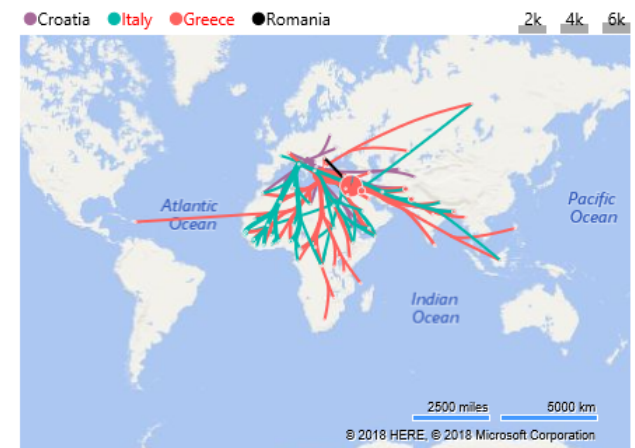 Croatia Italy Greece Romania 2k 4k 6k
Atlantic
Ocean
Pacific
Ocean
Indian
Ocean
2500 miles 5000 km
© 2018 HERE, © 2018 Microsoft Corporation